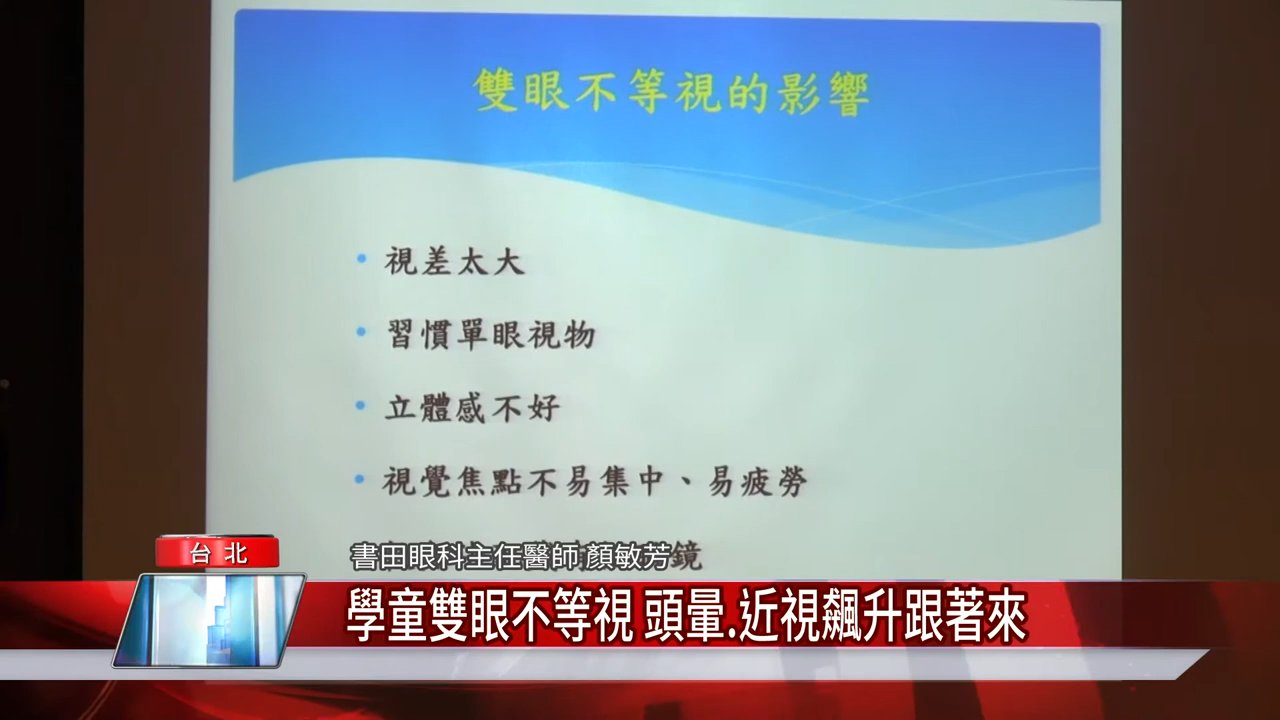 雙眼不等視的影響
視差太大
習慣單眼視物
立體感不好
視覺焦點不易集中、易疲勞
鏡
台北
書田眼科主任醫師 顏敏芳
學童雙眼不等視 頭暈.近視飆升跟著來